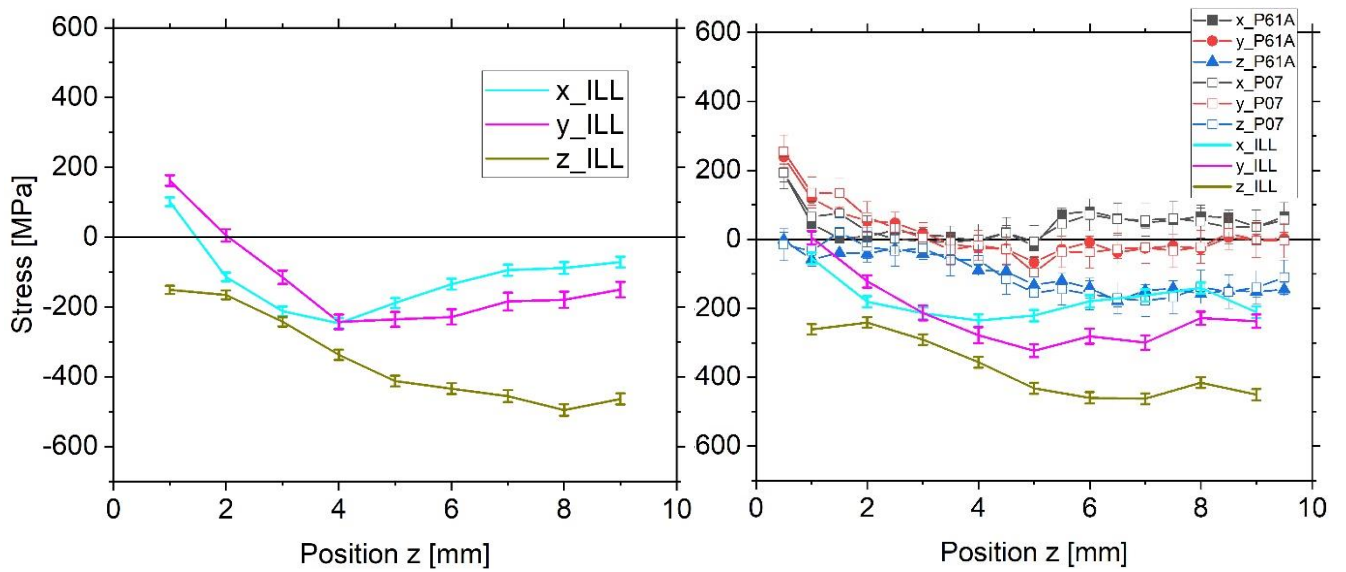 600
400
200
0
-200
-400
-600
Stress [MPa]
x_ILL
y_ILL
z_ILL
0 2 4 6 8 10
Position z [mm]
600
400
200
0
200
400
600
x_P61A
y_P61A
z_P61A
x_P07
y_P07
z_P07
x_ILL
y_ILL
z_ILL
0 2 4 6 8 10
Position z [mm]